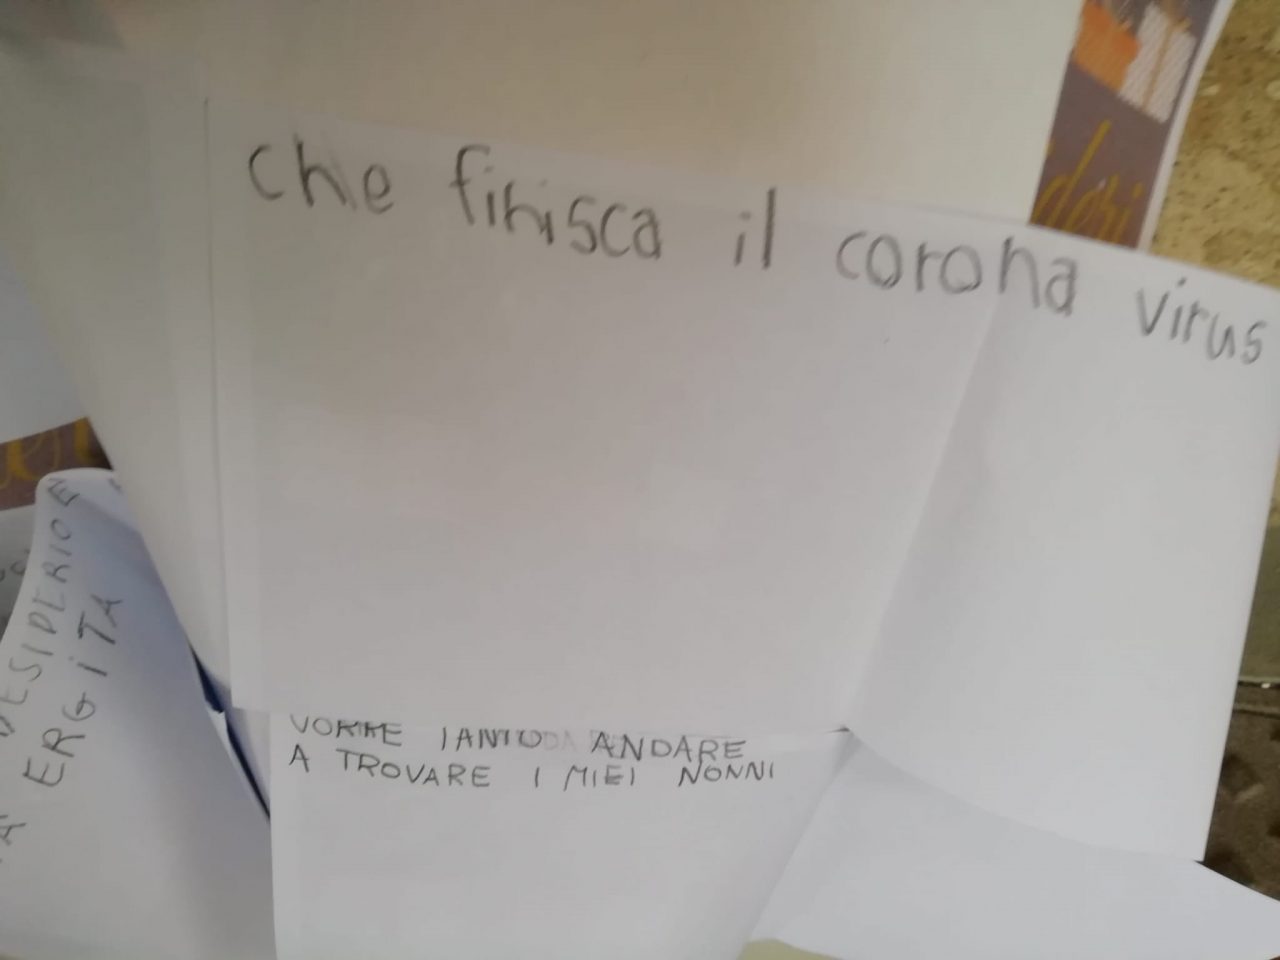 che finisca il corona virus
VORRE TANTO ANDARE
A TROVARE I MIEI NONNI
DESIDERIO E
ERGITA